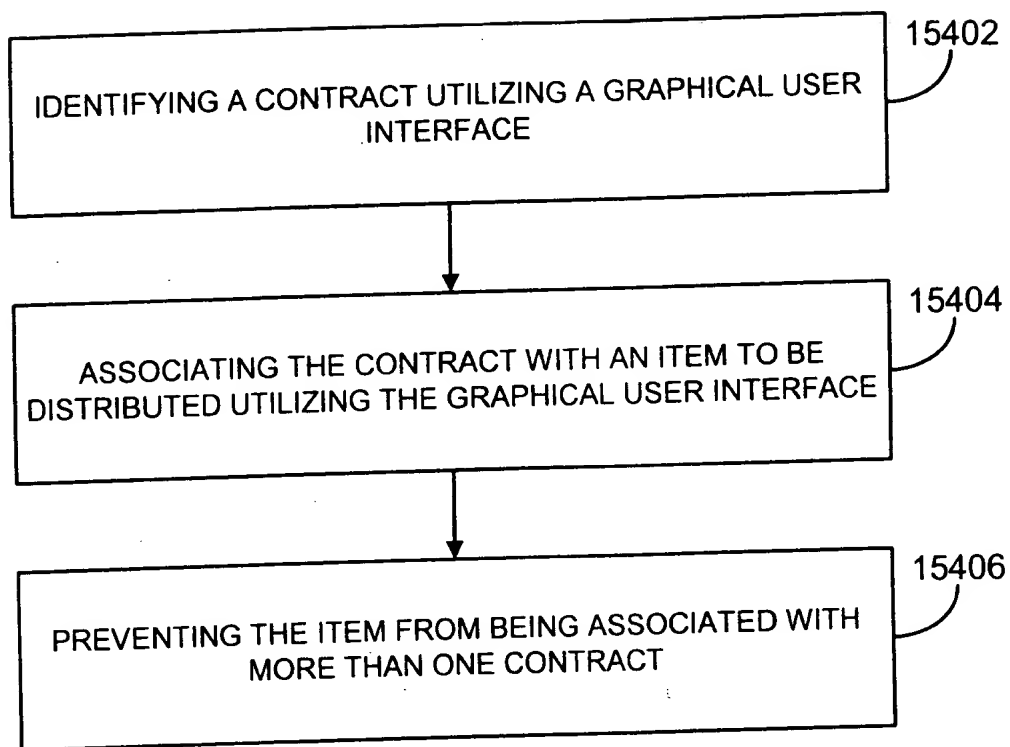 15402
IDENTIFYING A CONTRACT UTILIZING A GRAPHICAL USER
INTERFACE
15404
ASSOCIATING THE CONTRACT WITH AN ITEM TO BE
DISTRIBUTED UTILIZING THE GRAPHICAL USER INTERFACE
15406
PREVENTING THE ITEM FROM BEING ASSOCIATED WITH
MORE THAN ONE CONTRACT